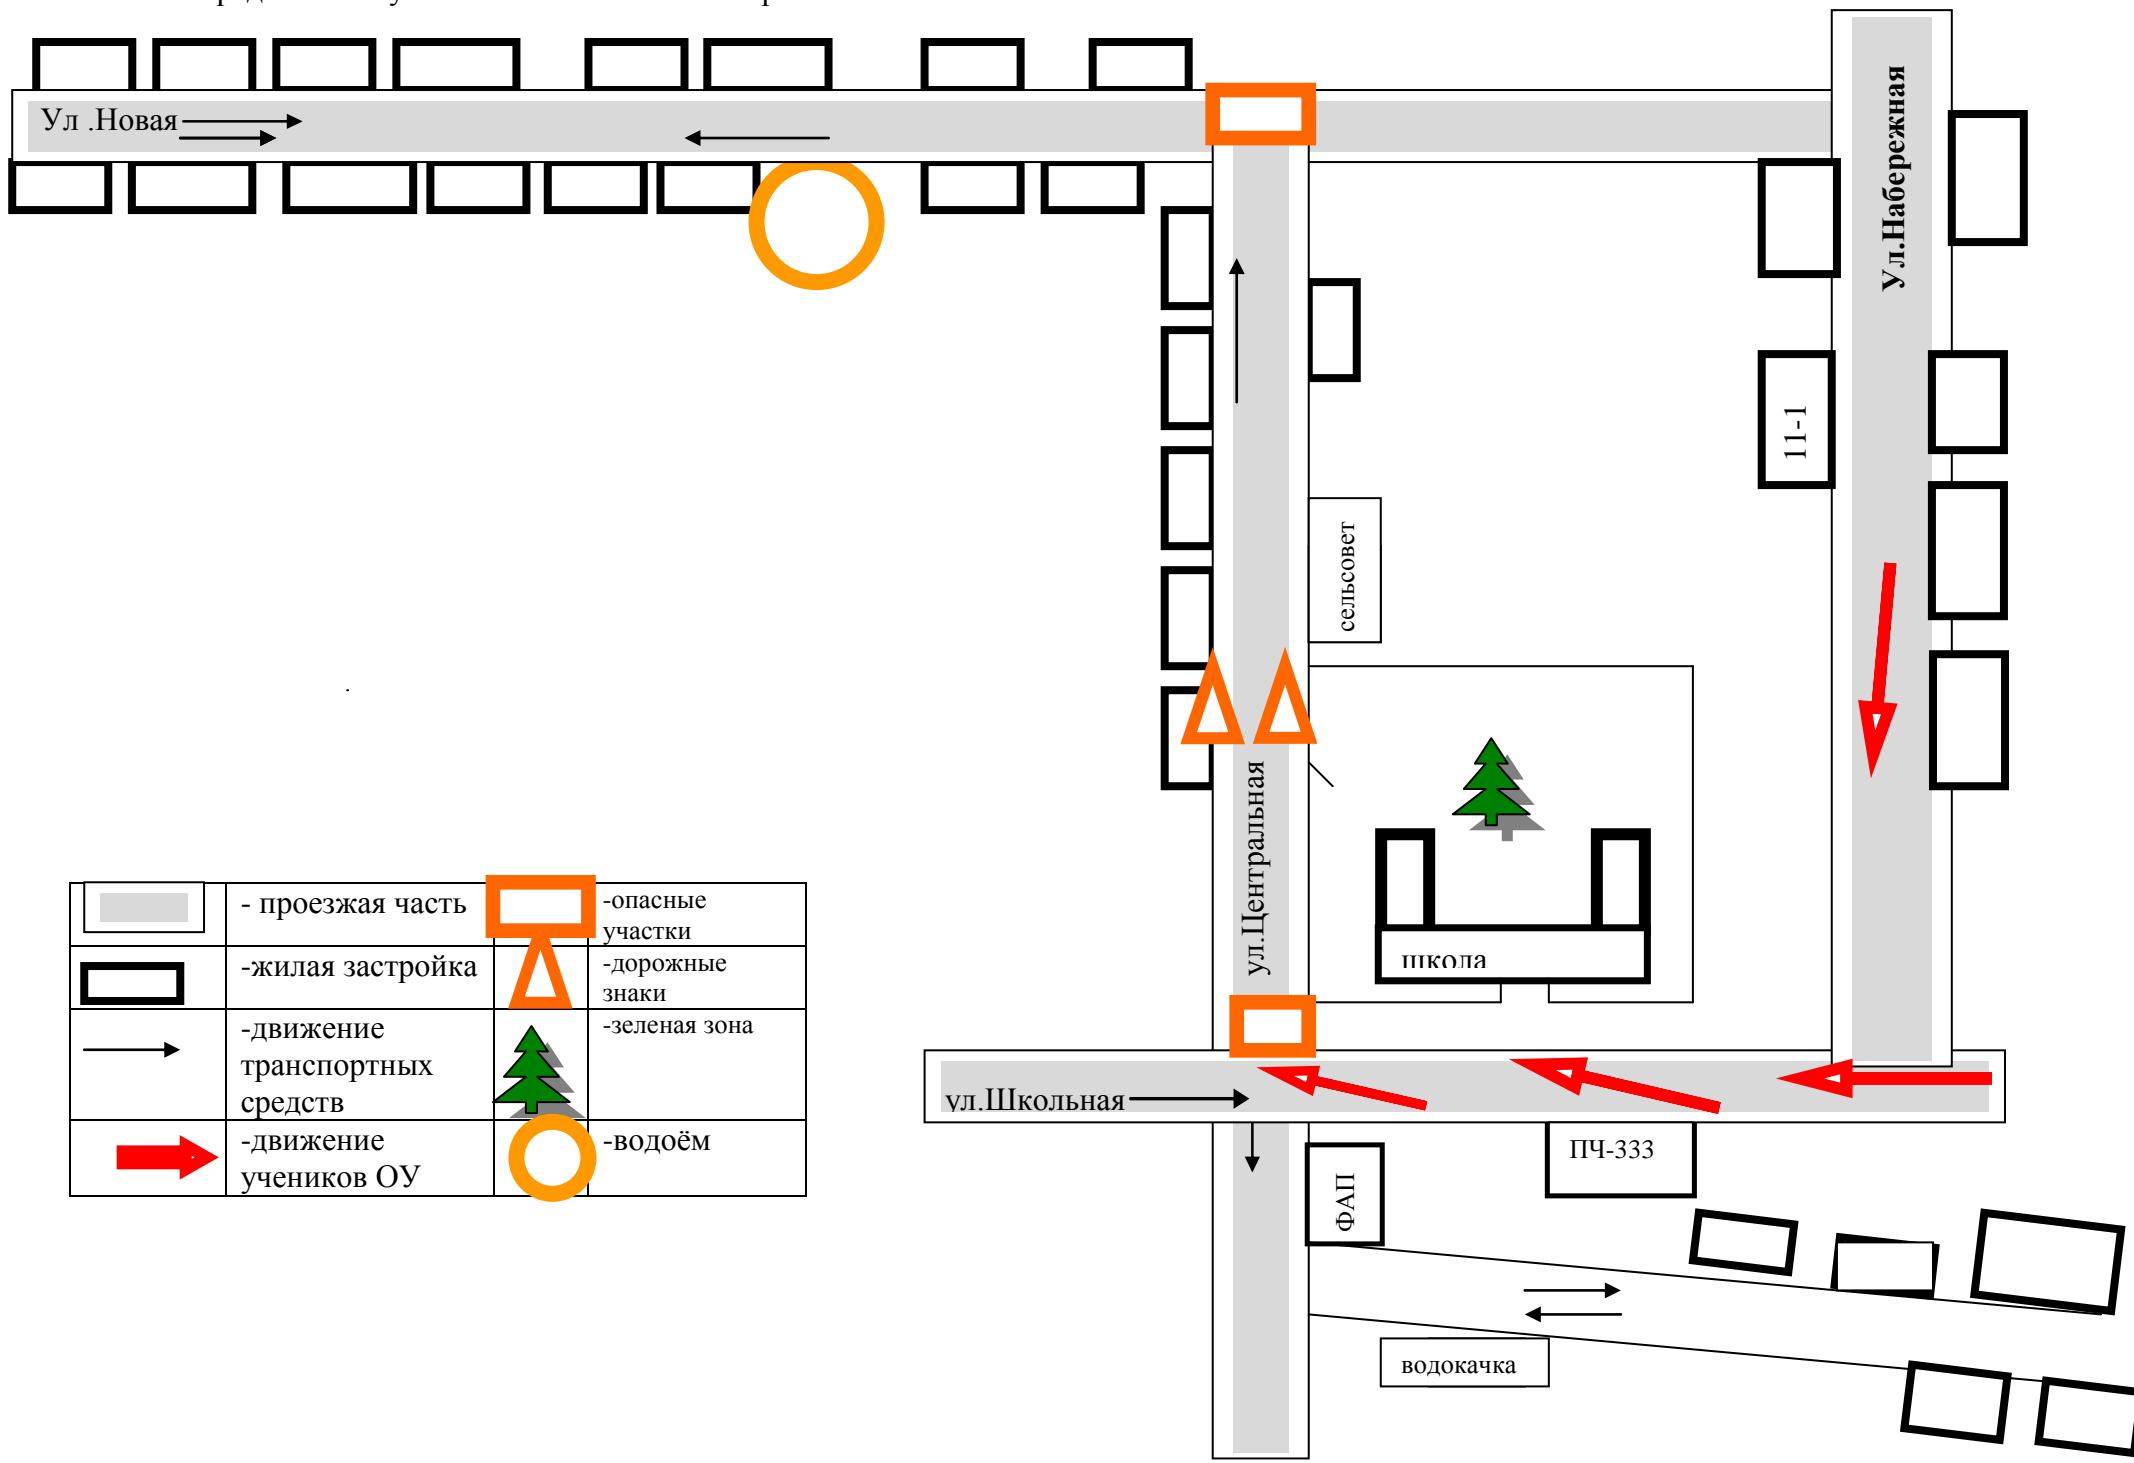 Ул .Новая
Ул.Набережная
11-1
сельсовет
ул.Центральная
школа
- проезжая часть
-опасные
участки
-жилая застройка
-дорожные
знаки
-движение
транспортных
средств
-зеленая зона
-движение
учеников ОУ
-водоём
ул.Школьная
ПЧ-333
ФАП
водокачка